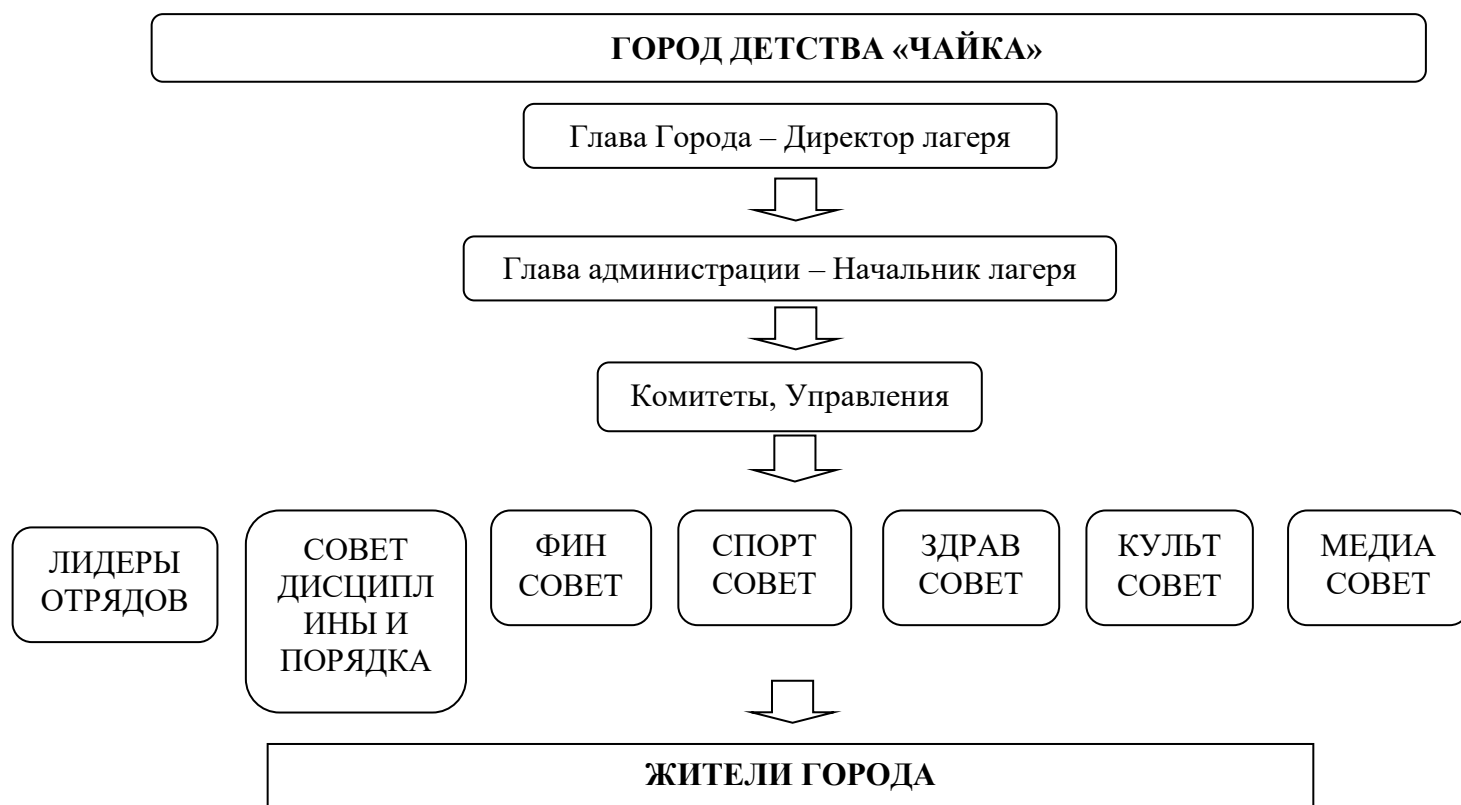 ГОРОД ДЕТСТВА «ЧАЙКА»
Глава Города – Директор лагеря
Глава администрации – Начальник лагеря
Комитеты, Управления
ЛИДЕРЫ
ОТРЯДОВ
СОВЕТ
ДИСЦИПЛ
ИНЫ И
ПОРЯДКА
ФИН
СОВЕТ
СПОРТ
СОВЕТ
ЗДРАВ
СОВЕТ
КУЛЬТ
СОВЕТ
МЕДИА
СОВЕТ
ЖИТЕЛИ ГОРОДА